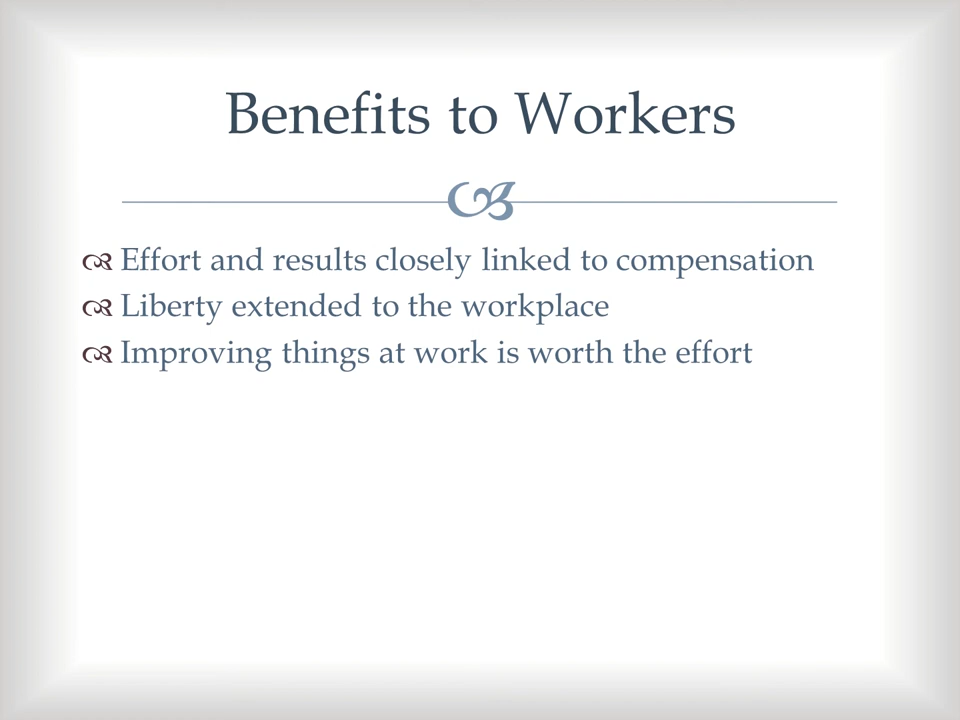 Benefits to Workers
Effort and results closely linked to compensation
Liberty extended to the workplace
Improving things at work is worth the effort